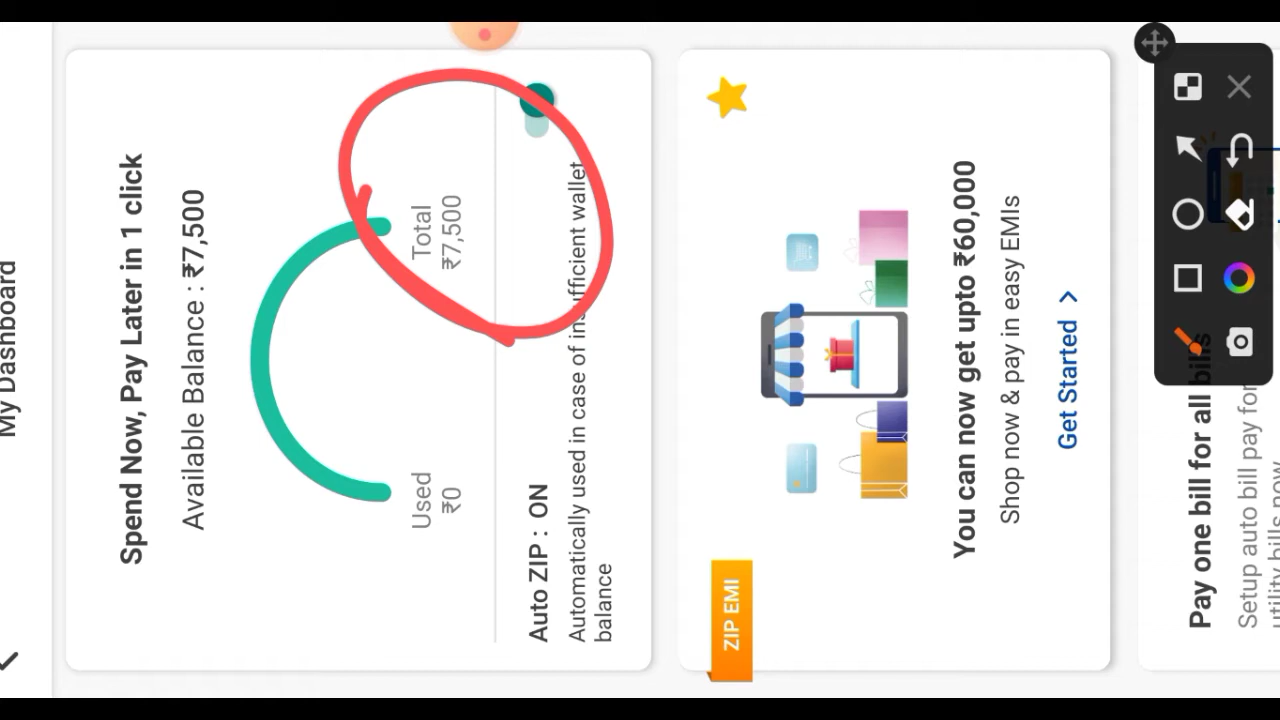 My Dashboard
Spend Now, Pay Later in 1 click
Available Balance : ₹7,500
Used
₹0
Total
₹7,500
Auto ZIP : ON
Automatically used in case of insufficient wallet
balance
ZIP EMI
You can now get upto ₹60,000
Shop now & pay in easy EMIs
Get Started >
Pay one bill for all bills
Setup auto bill pay for
utility bills now